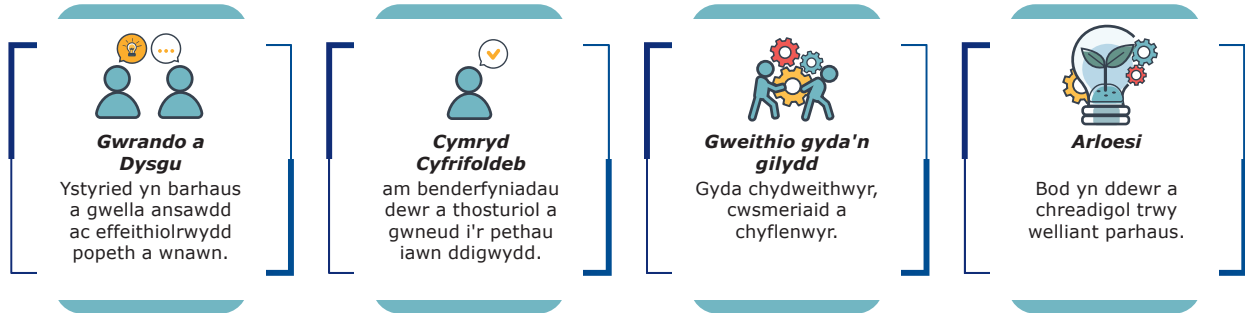 Gwrando a
Dysgu
Ystyried yn barhaus
a gwella ansawdd
ac effeithiolrwydd
popeth a wnawn.
Cymryd
Cyfrifoldeb
am benderfyniadau
dewr a thosturiol a
gwneud i'r pethau
iawn ddigwydd.
Gweithio gyda'n
gilydd
Gyda chydweithwyr,
cwsmeriaid a
chyflenwyr.
Arloesi
Bod yn ddewr a
chreadigol trwy
welliant parhaus.